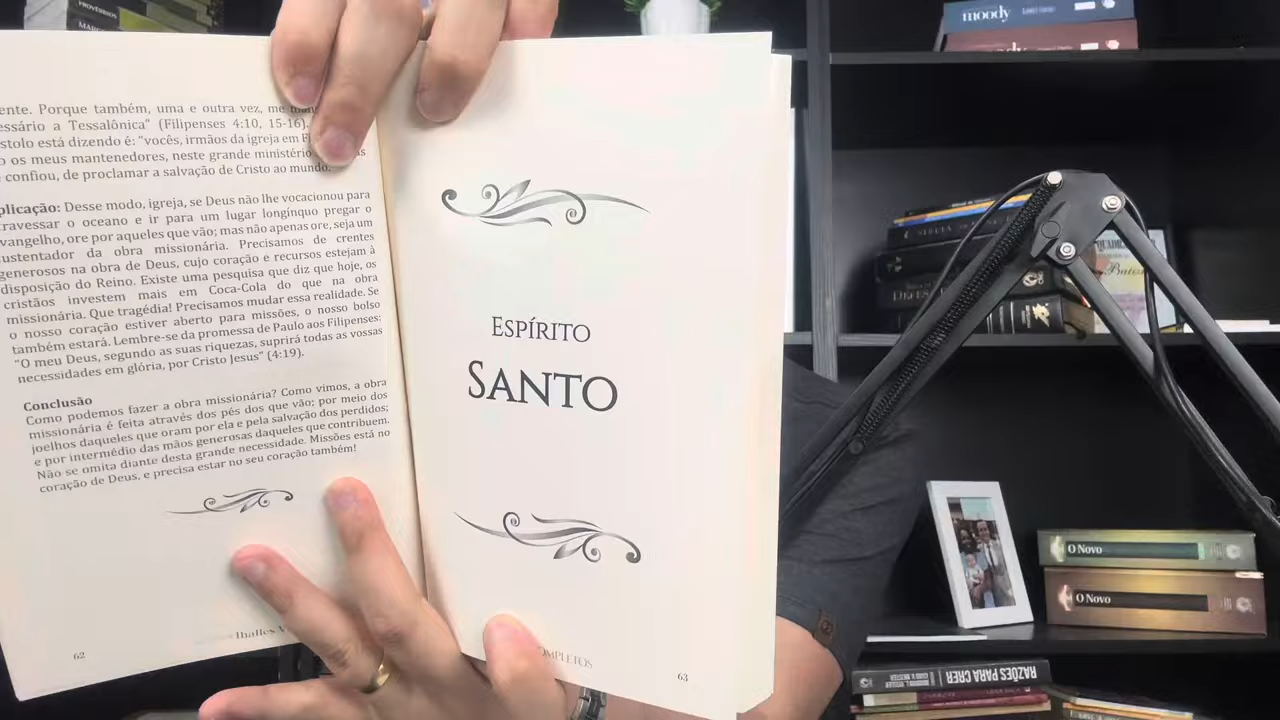 PROVÉRBIOS
ente. Porque também, uma e outra vez, me
essário a Tessalônica" (Filipenses 4:10, 15-16).
stolo está dizendo é: "vocês, irmãos da igreja em
o os meus mantenedores, neste grande ministério
confiou, de proclamar a salvação de Cristo ao mundo.
plicação: Desse modo, igreja, se Deus não lhe vocacionou para
travessar o oceano e ir para um lugar longínquo pregar o
vangelho, ore por aqueles que vão; mas não apenas ore, seja um
ustentador da obra missionária. Precisamos de crentes
generosos na obra de Deus, cujo coração e recursos estejam à
disposição do Reino. Existe uma pesquisa que diz que hoje, os
cristãos investem mais em Coca-Cola do que na obra
missionária. Que tragédia! Precisamos mudar essa realidade. Se
o nosso coração estiver aberto para missões, o nosso bolso
também estará. Lembre-se da promessa de Paulo aos Filipenses:
"O meu Deus, segundo as suas riquezas, suprirá todas as vossas
necessidades em glória, por Cristo Jesus" (4:19).
Conclusão
Como podemos fazer a obra missionária? Como vimos, a obra
missionária é feita através dos pés dos que vão; por meio dos
joelhos daqueles que oram por ela e pela salvação dos perdidos;
e por intermédio das mãos generosas daqueles que contribuem.
Não se omita diante desta grande necessidade. Missões está no
coração de Deus, e precisa estar no seu coração também!
62
ESPÍRITO
SANTO
OMPLETOS
63
moody
moody
O Novo
O Novo
RAZÕES PARA CRER